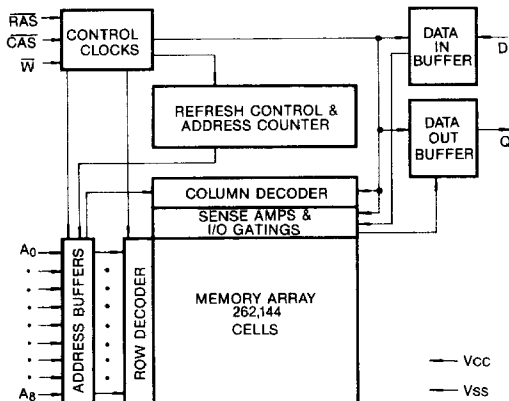 RAS
CAS
W
CONTROL
CLOCKS
DATA
IN
BUFFER
D
REFRESH CONTROL &
ADDRESS COUNTER
DATA
OUT
BUFFER
Q
COLUMN DECODER
SENSE AMPS &
I/O GATINGS
A0
A8
ADDRESS BUFFERS
ROW DECODER
MEMORY ARRAY
262,144
CELLS
VCC
VSS